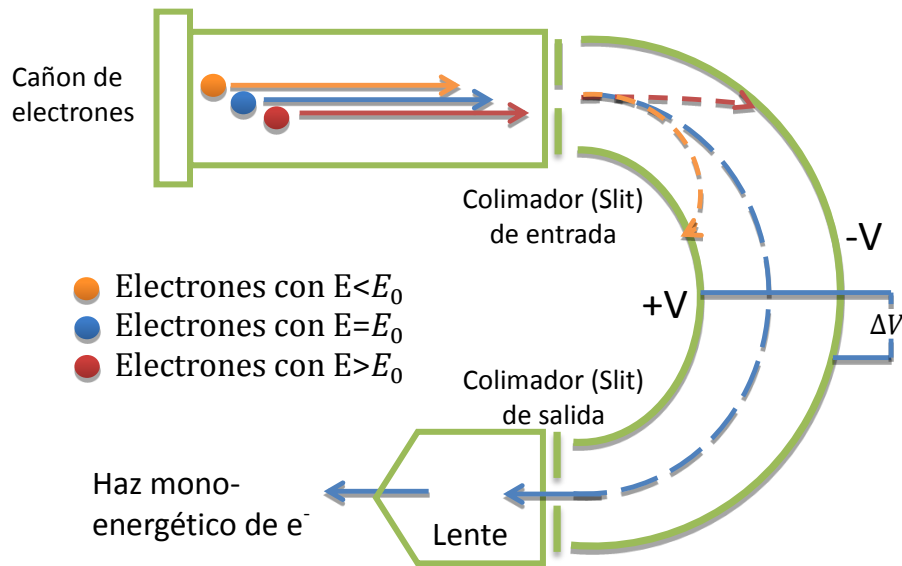 Cañon de
electrones
Colimador (Slit)
de entrada
-V
+V
ΔV
Electrones con E<E₀
Electrones con E=E₀
Electrones con E>E₀
Colimador (Slit)
de salida
Haz mono-
energético de e⁻
Lente